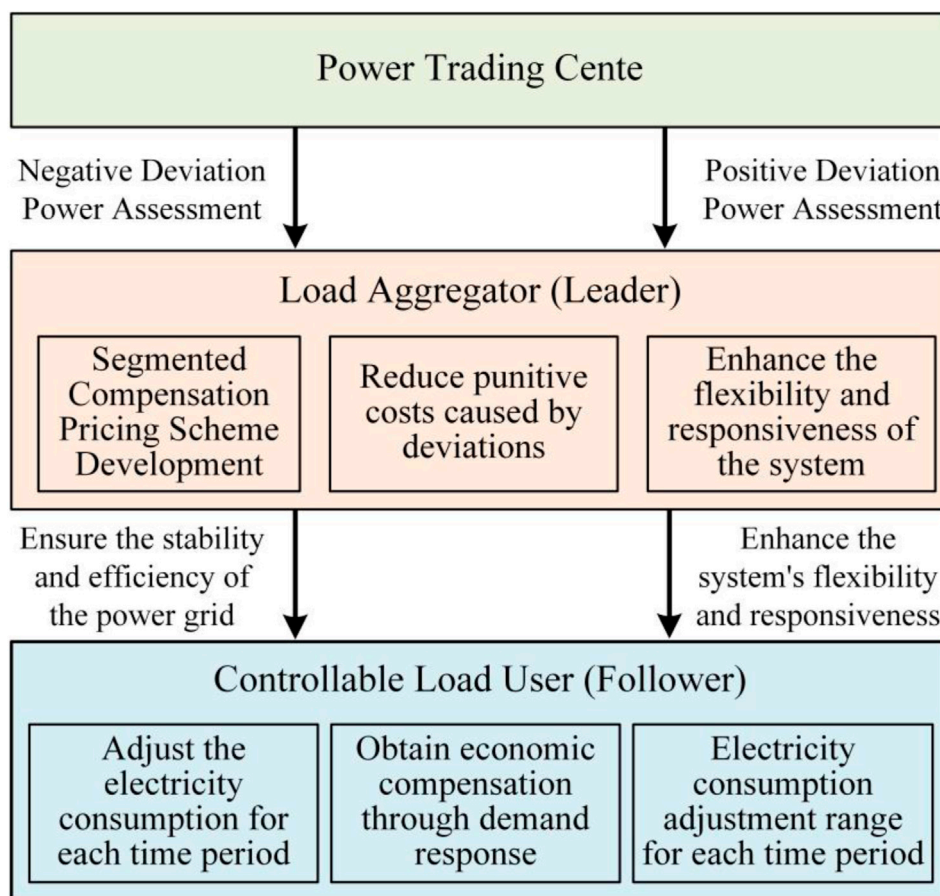 Power Trading Cente
Negative Deviation
Power Assessment
Positive Deviation
Power Assessment
Load Aggregator (Leader)
Segmented
Compensation
Pricing Scheme
Development
Reduce punitive
costs caused by
deviations
Enhance the
flexibility and
responsiveness of
the system
Ensure the stability
and efficiency of
the power grid
Enhance the
system's flexibility
and responsiveness
Controllable Load User (Follower)
Adjust the
electricity
consumption for
each time period
Obtain economic
compensation
through demand
response
Electricity
consumption
adjustment range
for each time period